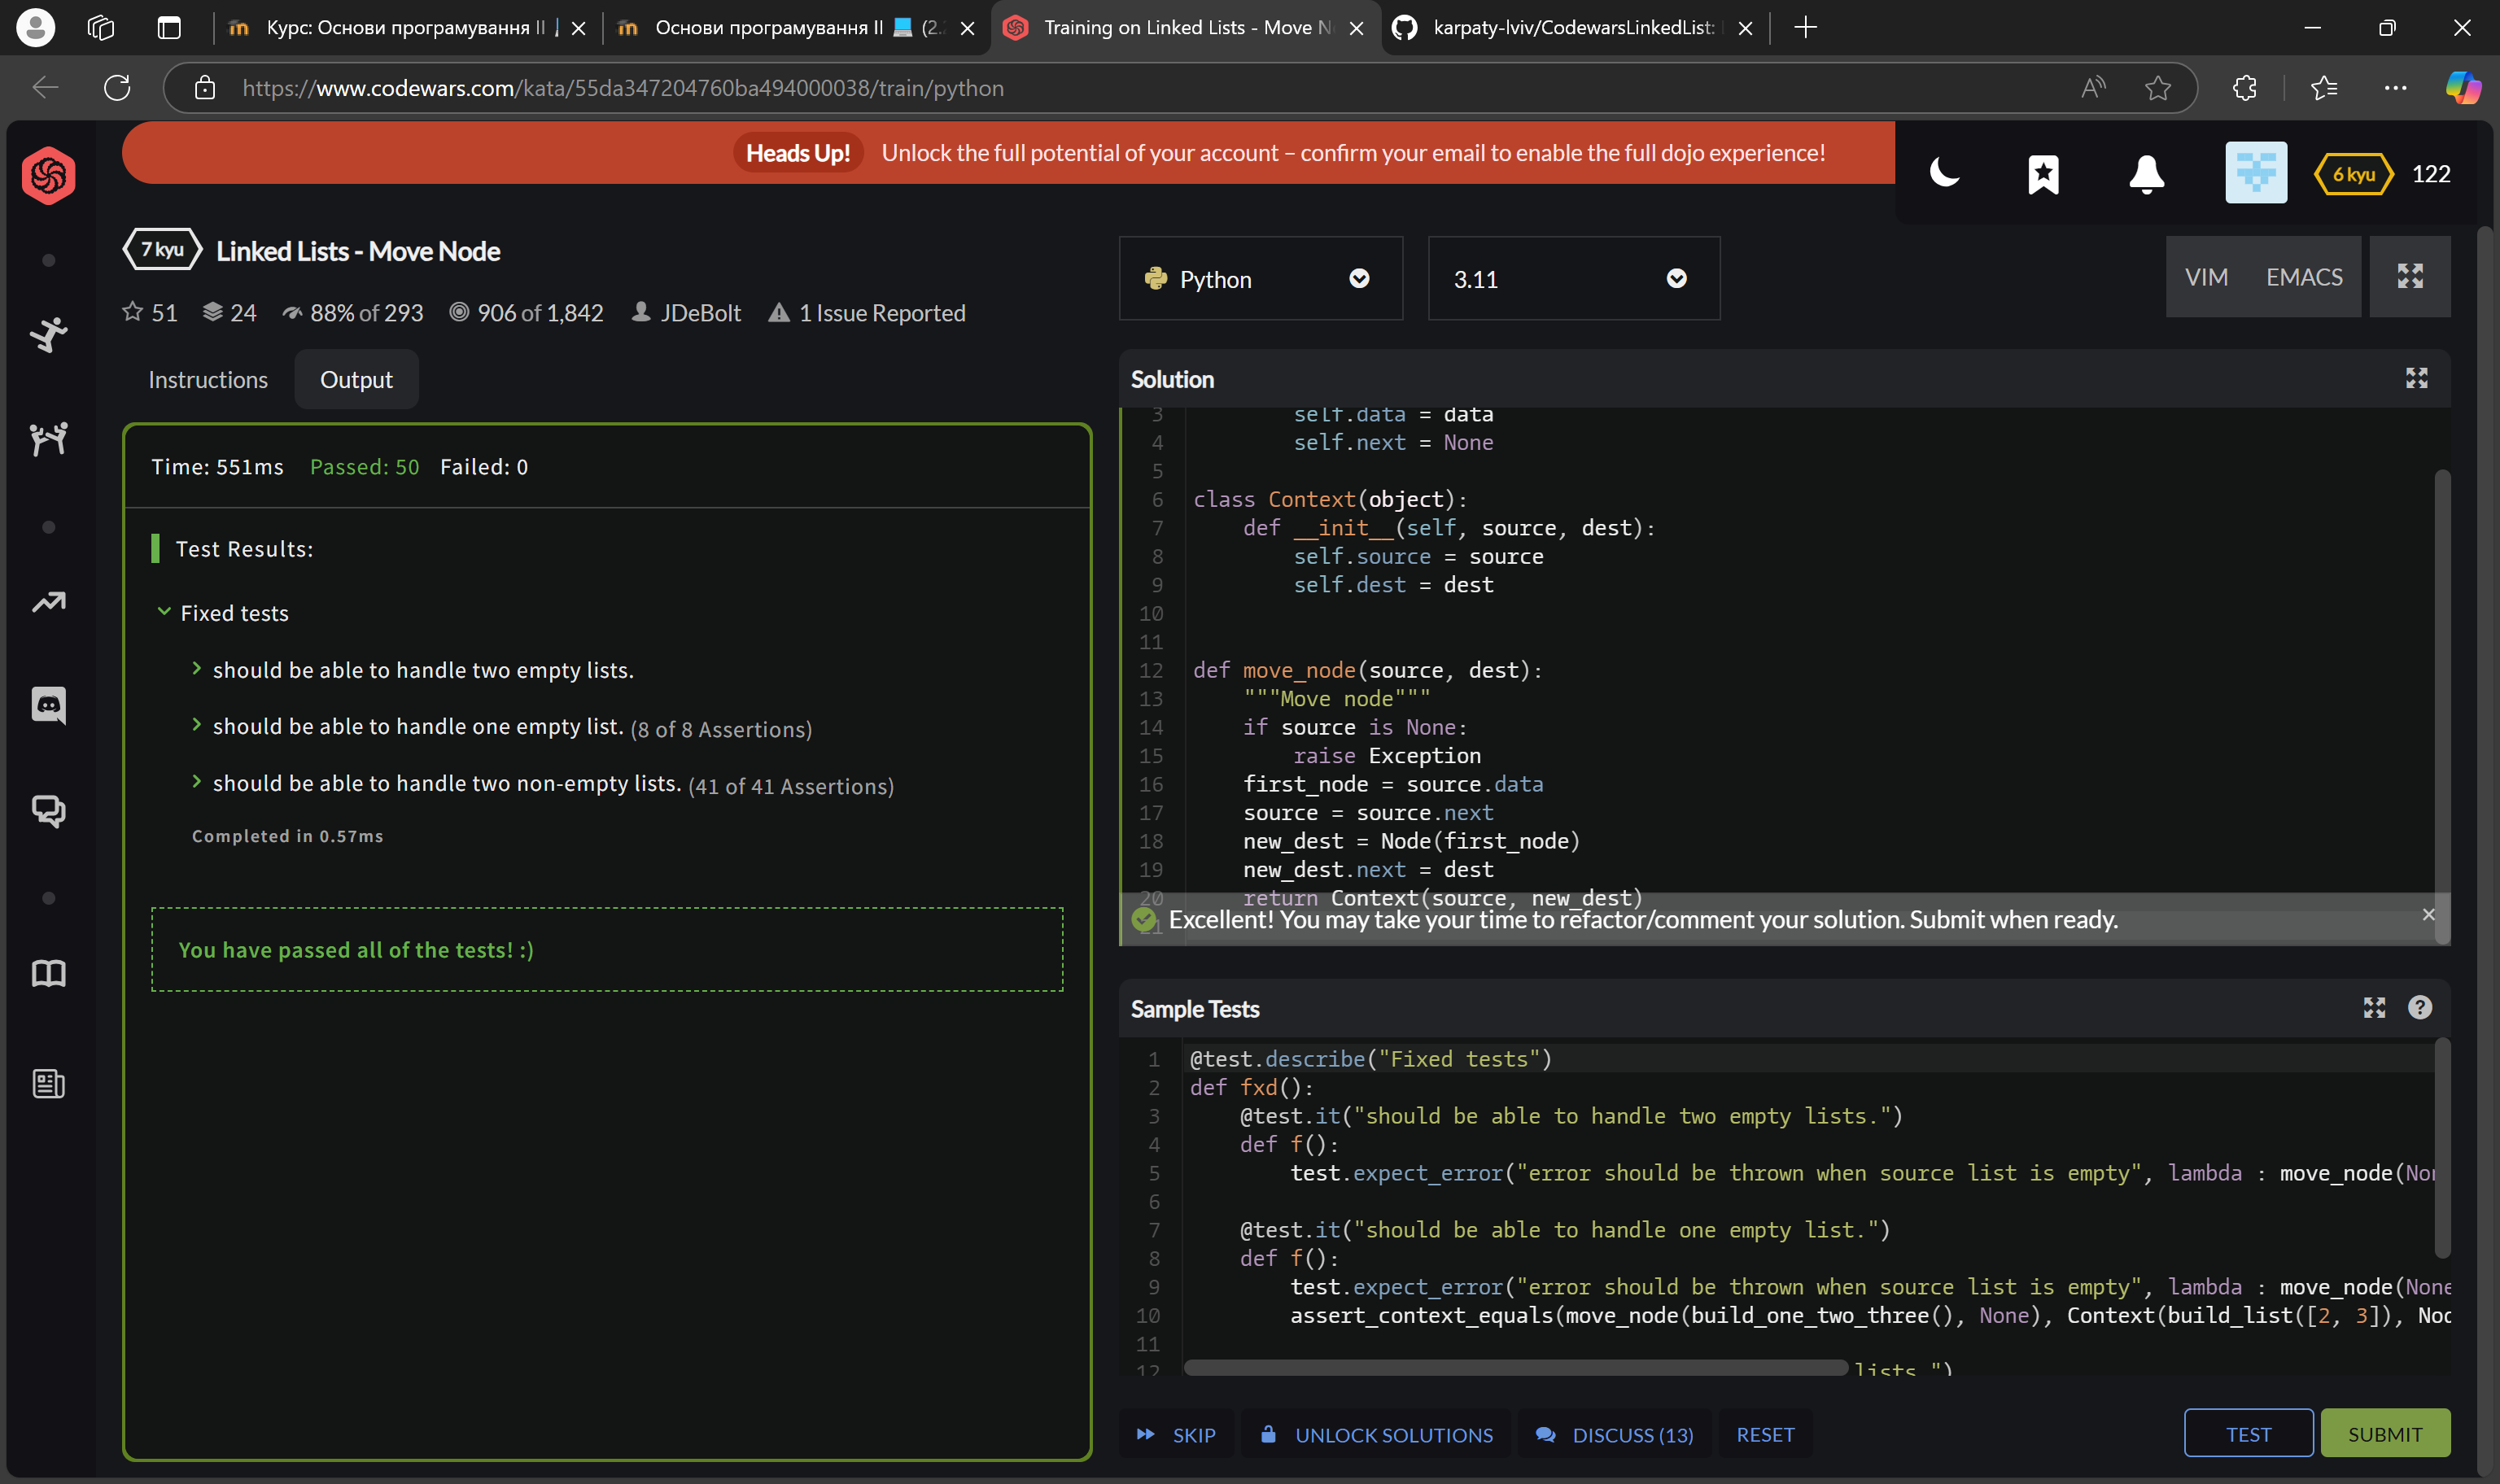 Курс: Основи програмування II |
Основи програмування II 💻 (2.
Training on Linked Lists - Move N
karpaty-lviv/CodewarsLinkedList:
https://www.codewars.com/kata/55da347204760ba494000038/train/python
Heads Up! Unlock the full potential of your account – confirm your email to enable the full dojo experience!
6 kyu 122
7 kyu Linked Lists - Move Node
51 24 88% of 293 906 of 1,842 JDeBolt 1 Issue Reported
Instructions Output
Time: 551ms Passed: 50 Failed: 0
Test Results:
Fixed tests
should be able to handle two empty lists.
should be able to handle one empty list. (8 of 8 Assertions)
should be able to handle two non-empty lists. (41 of 41 Assertions)
Completed in 0.57ms
You have passed all of the tests! :)
Python 3.11 VIM EMACS
Solution
3         self.data = data
4         self.next = None
5
6 class Context(object):
7     def __init__(self, source, dest):
8         self.source = source
9         self.dest = dest
10
11
12 def move_node(source, dest):
13     """Move node"""
14     if source is None:
15         raise Exception
16     first_node = source.data
17     source = source.next
18     new_dest = Node(first_node)
19     new_dest.next = dest
20     return Context(source, new_dest)
21
Excellent! You may take your time to refactor/comment your solution. Submit when ready.
Sample Tests
1 @test.describe("Fixed tests")
2 def fxd():
3     @test.it("should be able to handle two empty lists.")
4     def f():
5         test.expect_error("error should be thrown when source list is empty", lambda : move_node(Non
6
7     @test.it("should be able to handle one empty list.")
8     def f():
9         test.expect_error("error should be thrown when source list is empty", lambda : move_node(None
10         assert_context_equals(move_node(build_one_two_three(), None), Context(build_list([2, 3]), Noc
11
12 lists.")
SKIP UNLOCK SOLUTIONS DISCUSS (13) RESET TEST SUBMIT